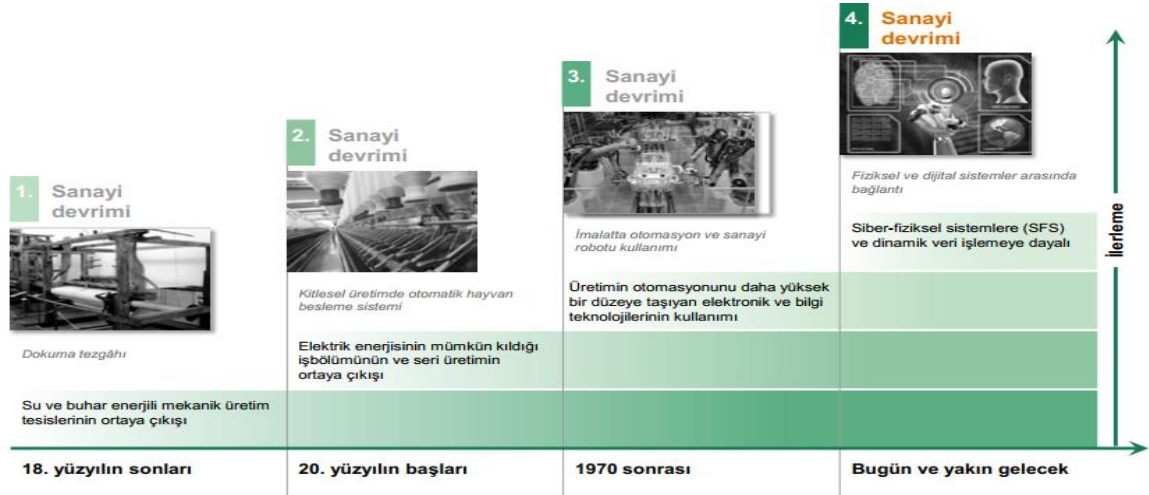 1. Sanayi
devrimi
Dokuma tezgâhı
Su ve buhar enerjili mekanik üretim
tesislerinin ortaya çıkışı
18. yüzyılın sonları
2. Sanayi
devrimi
Kitlesel üretimde otomatik hayvan
besleme sistemi
Elektrik enerjisinin mümkün kıldığı
işbölümünün ve seri üretimin
ortaya çıkışı
20. yüzyılın başları
3. Sanayi
devrimi
İmalatta otomasyon ve sanayi
robotu kullanımı
Üretimin otomasyonunu daha yüksek
bir düzeye taşıyan elektronik ve bilgi
teknolojilerinin kullanımı
1970 sonrası
4. Sanayi
devrimi
Fiziksel ve dijital sistemler arasında
bağlantı
Siber-fiziksel sistemlere (SFS)
ve dinamik veri işlemeye dayalı
Bugün ve yakın gelecek
İlerleme